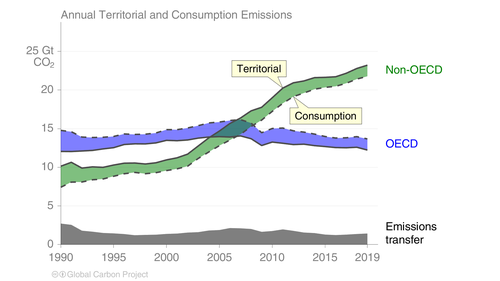 Annual Territorial and Consumption Emissions
25 Gt
CO₂
20
15
10
5
0
1990
1995
2000
2005
2010
2015
2019
Territorial
Consumption
Non-OECD
OECD
Emissions
transfer
Global Carbon Project